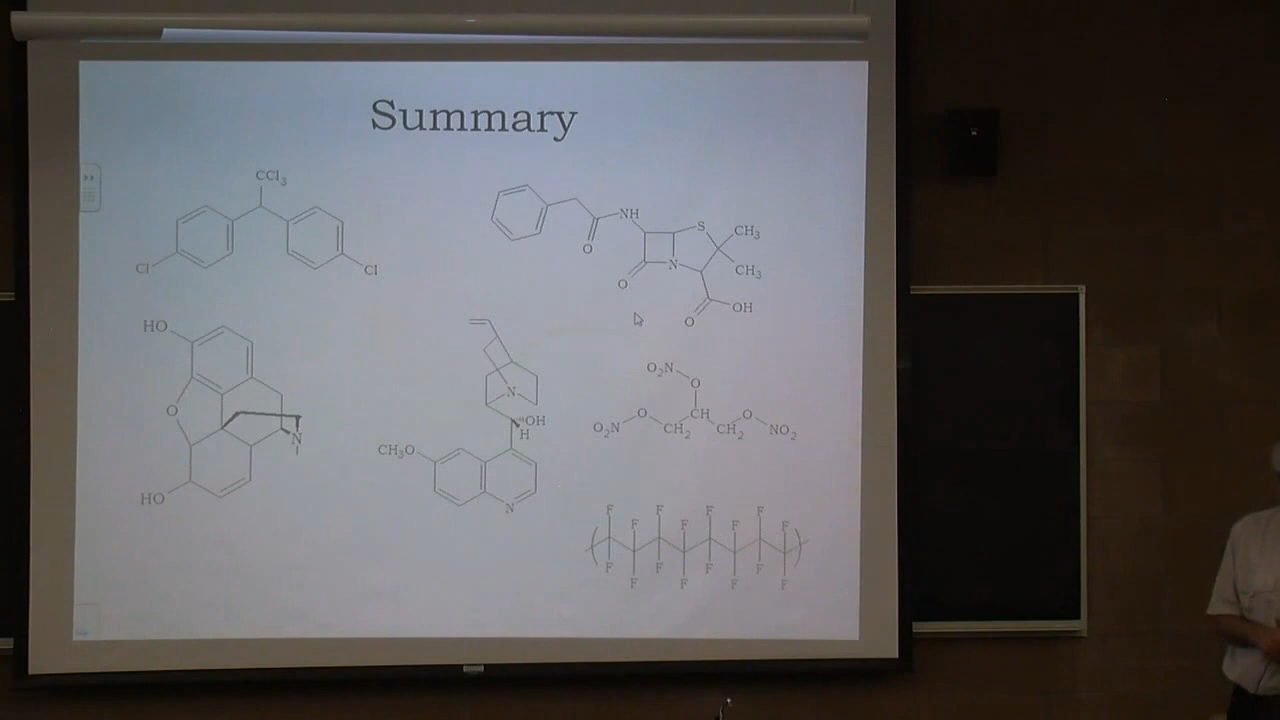 Summary
CCl3
Cl
Cl
NH
S
CH3
CH3
N
O
O
O
OH
HO
O
N
HO
N
OH
H
CH3O
N
O2N
O
O
CH
O
O2N
CH2
CH2
NO2
F F F F F F F F
F F F F F F F F